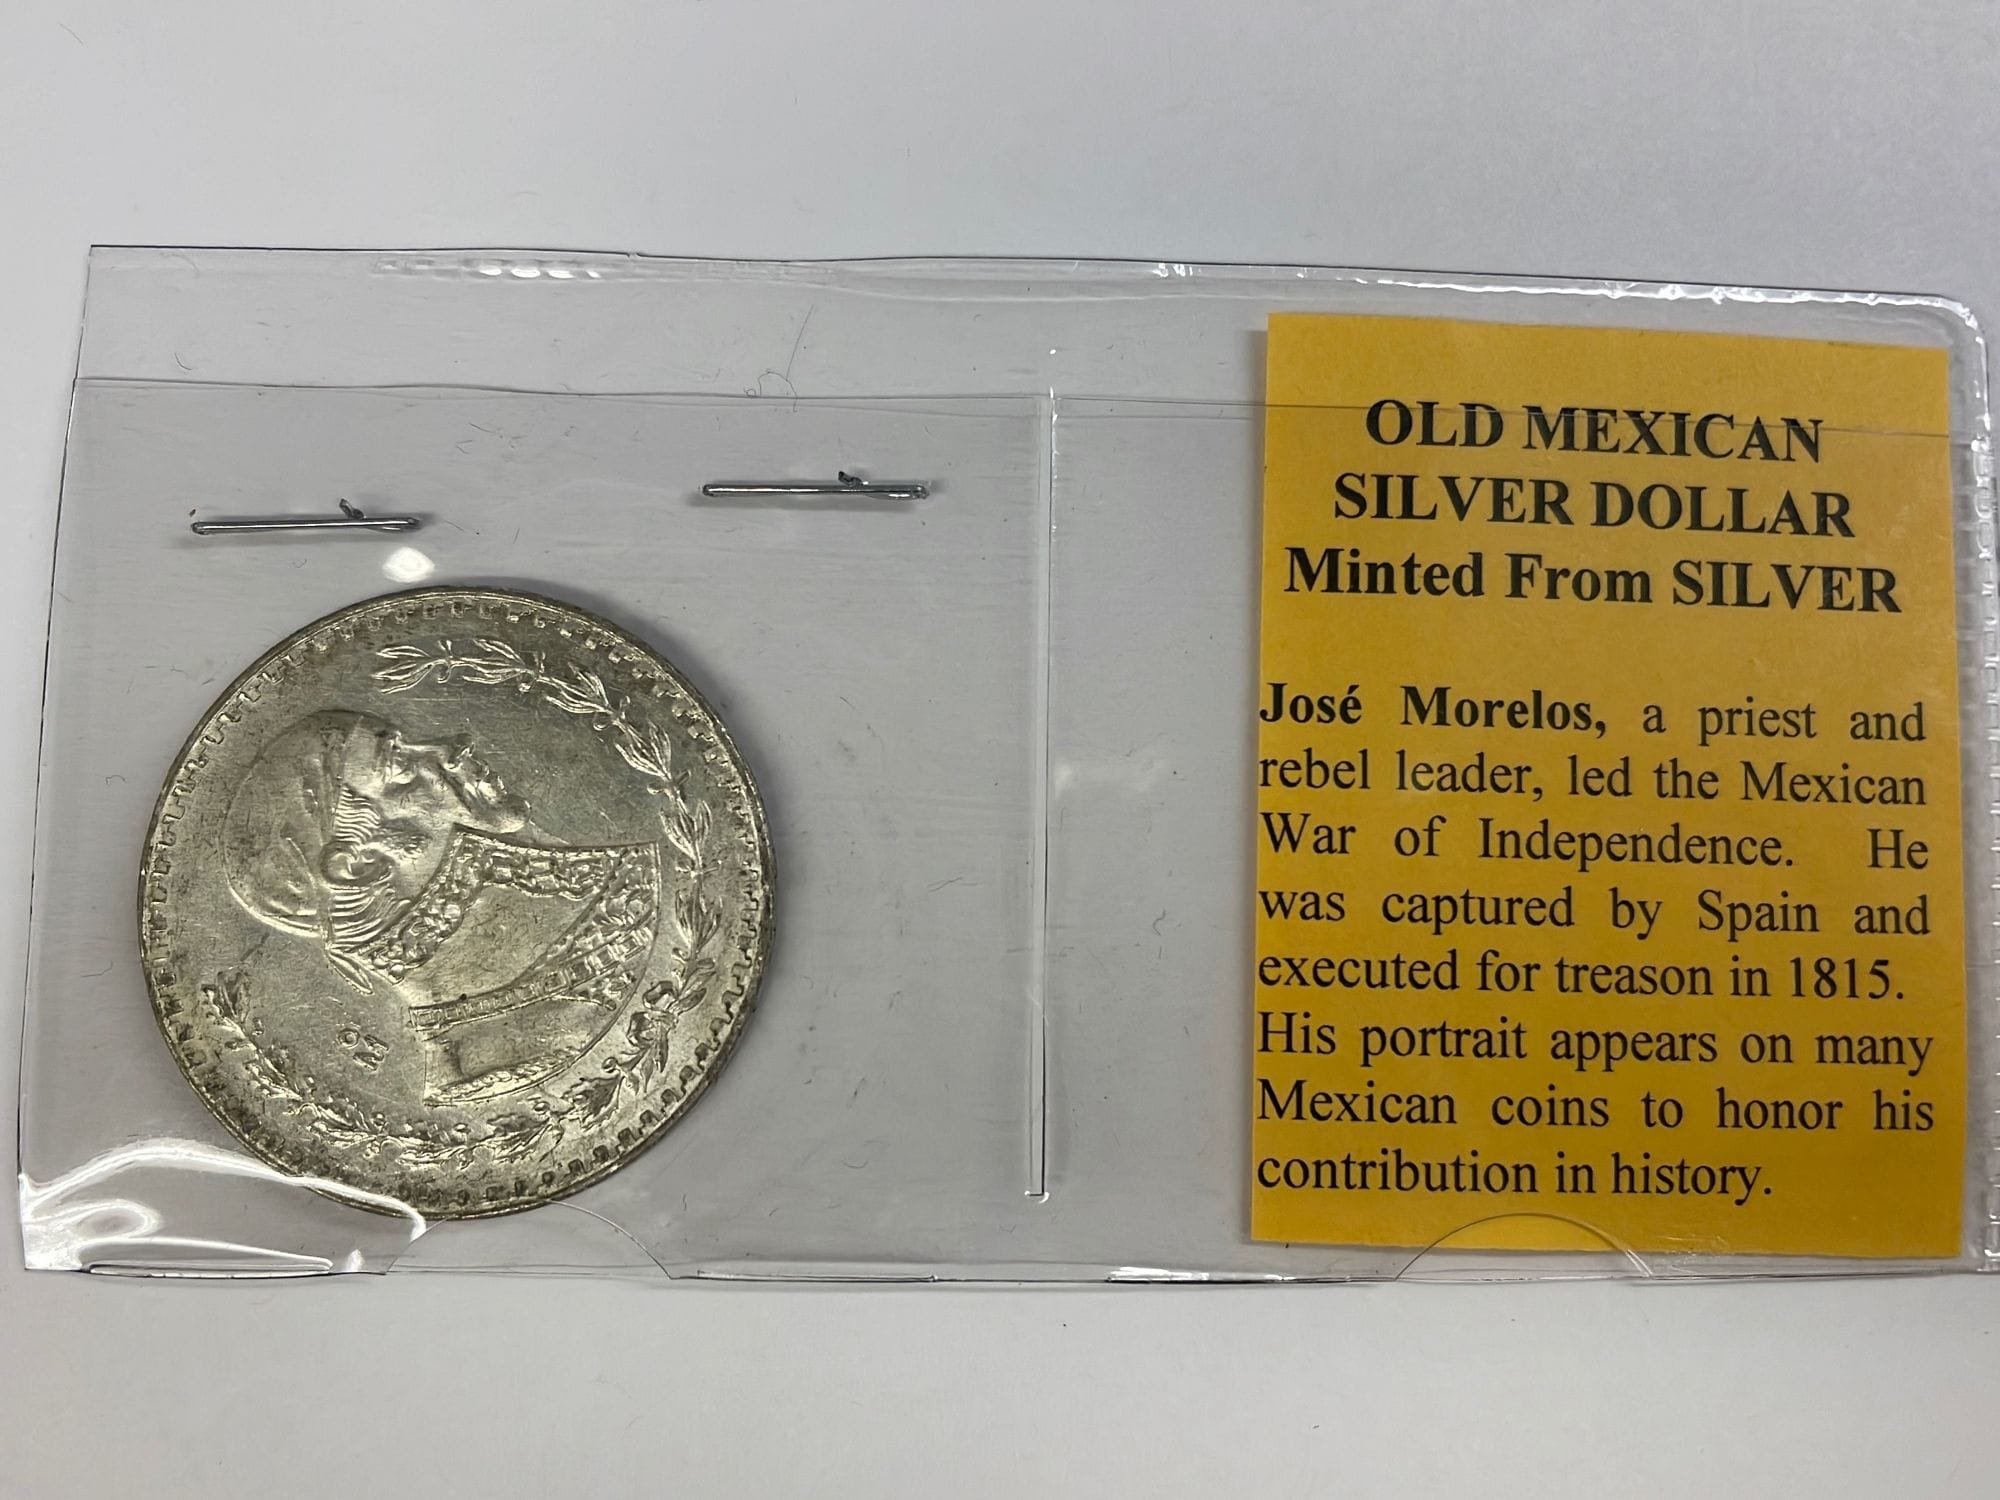 M°
OLD MEXICAN
SILVER DOLLAR
Minted From SILVER
José Morelos, a priest and
rebel leader, led the Mexican
War of Independence. He
was captured by Spain and
executed for treason in 1815.
His portrait appears on many
Mexican coins to honor his
contribution in history.